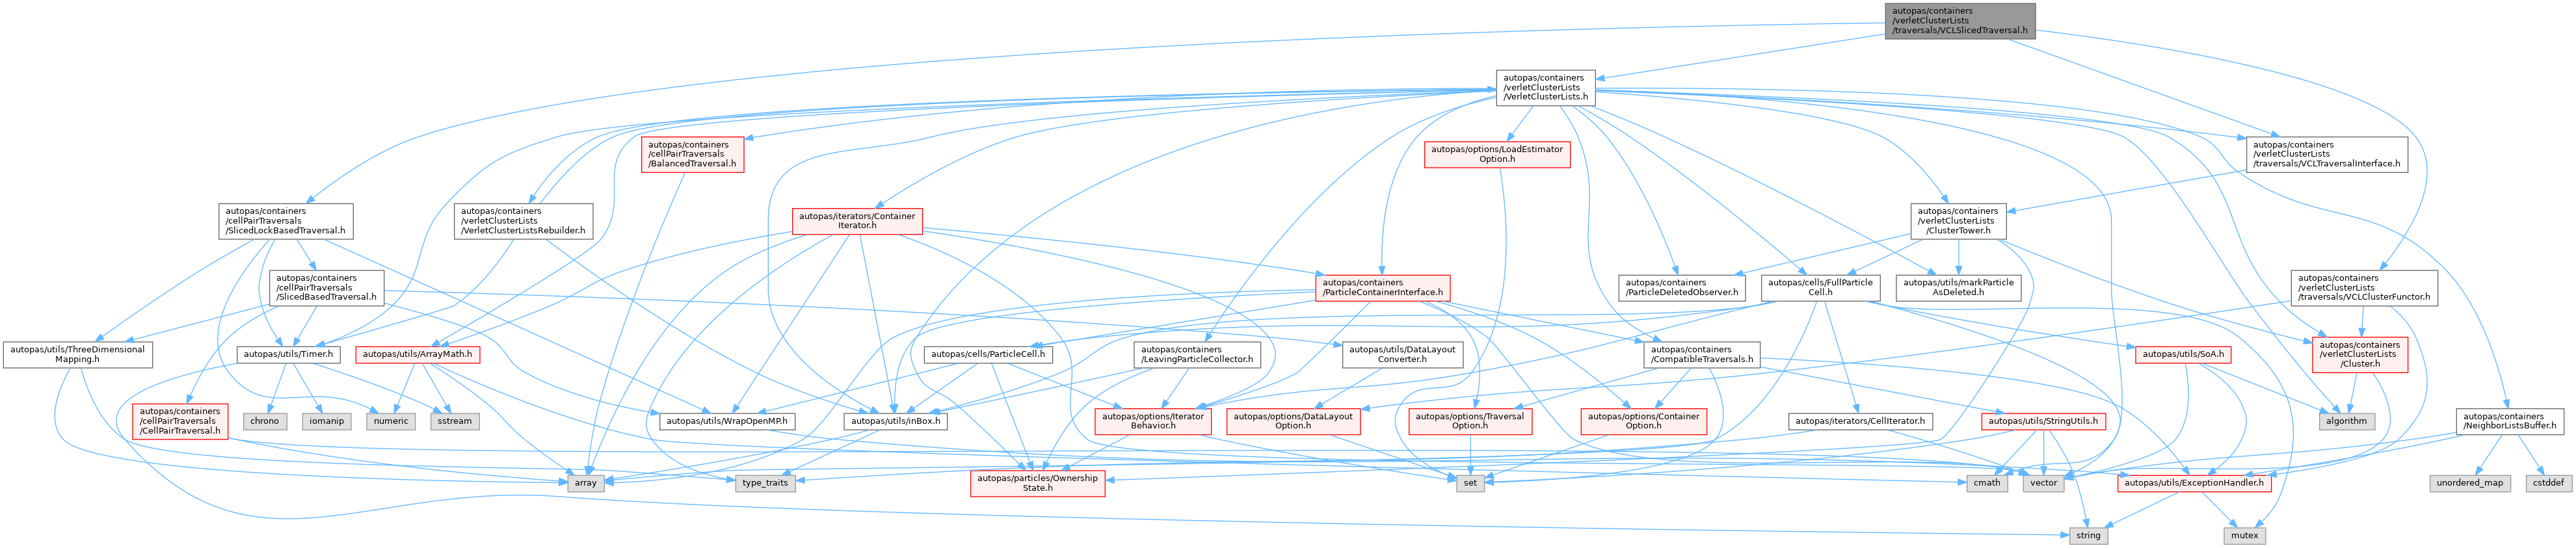 autopas/containers
/verletClusterLists
/traversals/VCLSlicedTraversal.h
autopas/containers
/verletClusterLists
/VerletClusterLists.h
autopas/containers
/cellPairTraversals
/BalancedTraversal.h
autopas/options/LoadEstimator
Option.h
autopas/containers
/verletClusterLists
/traversals/VCLTraversalInterface.h
autopas/containers
/cellPairTraversals
/SlicedLockBasedTraversal.h
autopas/containers
/verletClusterLists
/VerletClusterListsRebuilder.h
autopas/iterators/Container
Iterator.h
autopas/containers
/verletClusterLists
/ClusterTower.h
autopas/containers
/cellPairTraversals
/SlicedBasedTraversal.h
autopas/containers
/ParticleContainerInterface.h
autopas/containers
/ParticleDeletedObserver.h
autopas/cells/FullParticle
Cell.h
autopas/utils/markParticle
AsDeleted.h
autopas/containers
/verletClusterLists
/traversals/VCLClusterFunctor.h
autopas/utils/ThreeDimensional
Mapping.h
autopas/utils/Timer.h
autopas/utils/ArrayMath.h
autopas/utils/DataLayout
Converter.h
autopas/cells/ParticleCell.h
autopas/containers
/LeavingParticleCollector.h
autopas/containers
/CompatibleTraversals.h
autopas/utils/SoA.h
autopas/containers
/verletClusterLists
/Cluster.h
autopas/containers
/cellPairTraversals
/CellPairTraversal.h
chrono
iomanip
numeric
sstream
autopas/utils/WrapOpenMP.h
autopas/utils/inBox.h
autopas/options/Iterator
Behavior.h
autopas/options/DataLayout
Option.h
autopas/options/Traversal
Option.h
autopas/options/Container
Option.h
autopas/iterators/CellIterator.h
autopas/utils/StringUtils.h
algorithm
autopas/containers
/NeighborListsBuffer.h
array
type_traits
autopas/particles/Ownership
State.h
set
cmath
vector
autopas/utils/ExceptionHandler.h
unordered_map
cstddef
string
mutex